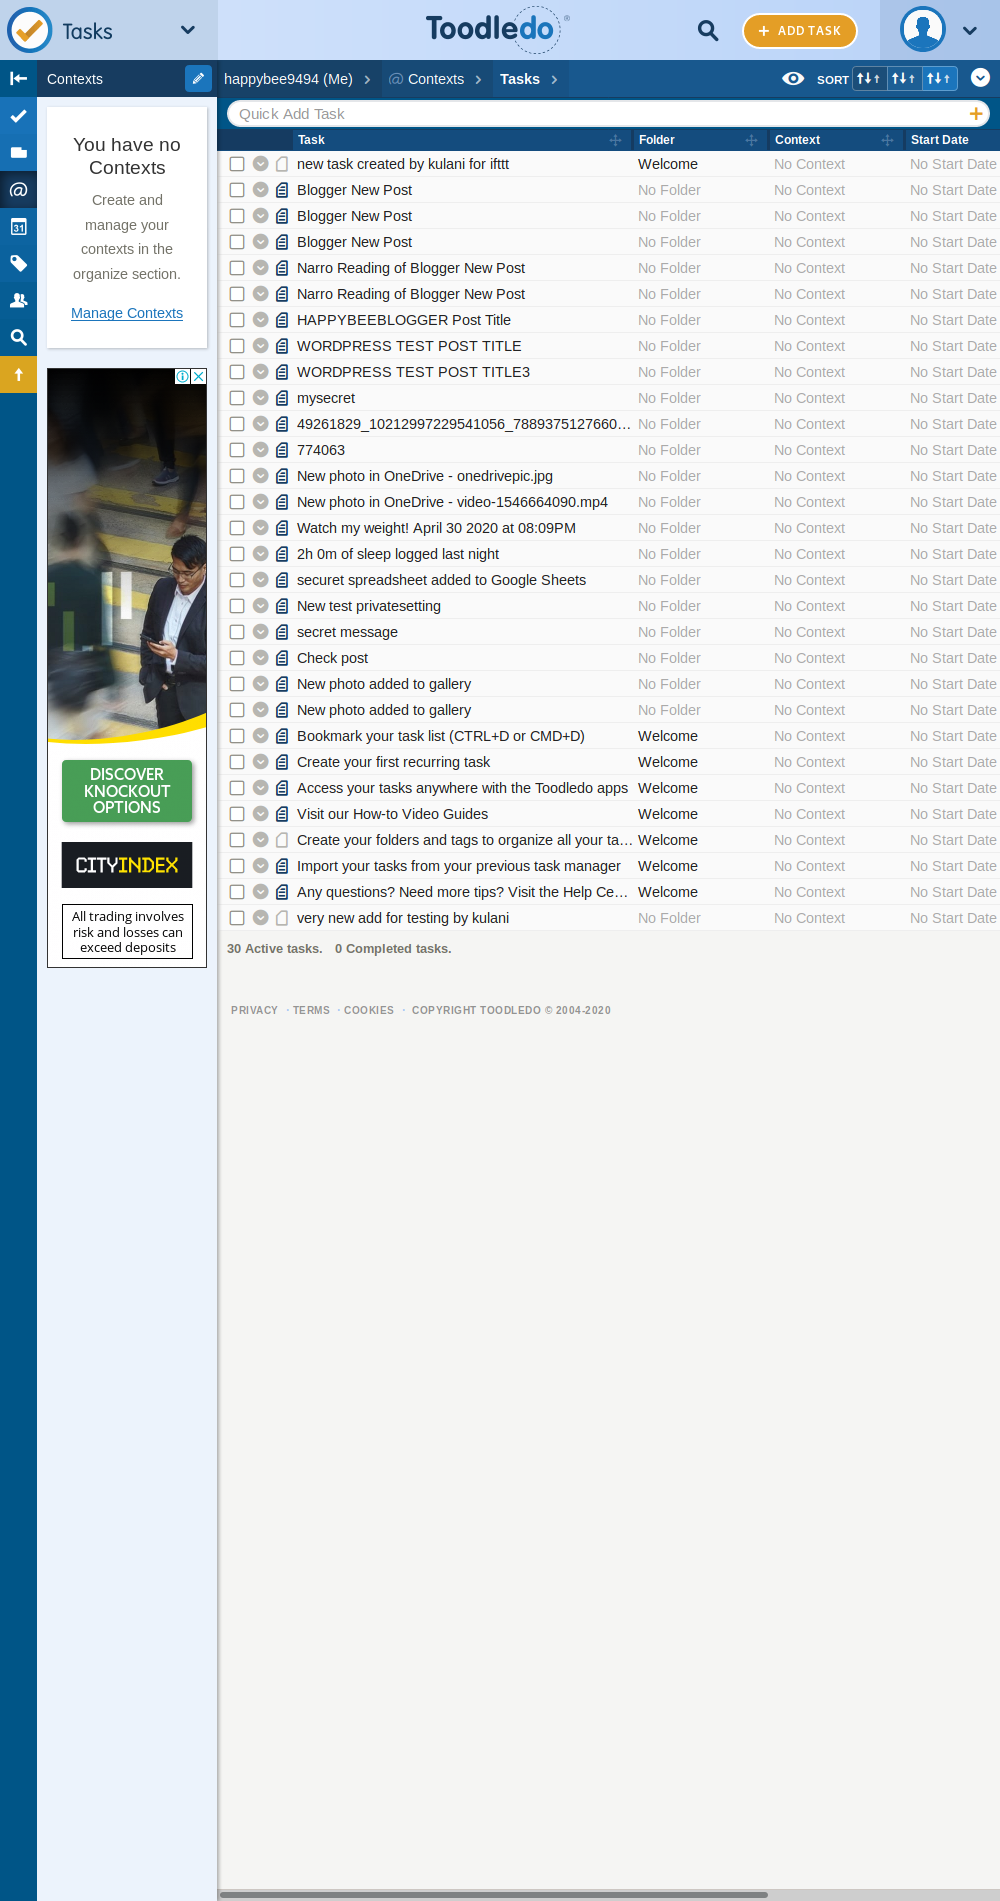 Tasks
Toodledo®
ADD TASK
Contexts
happybee9494 (Me)
@ Contexts
Tasks
SORT
Quick Add Task
Task Folder Context Start Date
You have no
Contexts
Create and
manage your
contexts in the
organize section.
Manage Contexts
@
31
new task created by kulani for ifttt Welcome No Context No Start Date
Blogger New Post No Folder No Context No Start Date
Blogger New Post No Folder No Context No Start Date
Blogger New Post No Folder No Context No Start Date
Narro Reading of Blogger New Post No Folder No Context No Start Date
Narro Reading of Blogger New Post No Folder No Context No Start Date
HAPPYBEEBLOGGER Post Title No Folder No Context No Start Date
WORDPRESS TEST POST TITLE No Folder No Context No Start Date
WORDPRESS TEST POST TITLE3 No Folder No Context No Start Date
mysecret No Folder No Context No Start Date
49261829_10212997229541056_7889375127660… No Folder No Context No Start Date
774063 No Folder No Context No Start Date
New photo in OneDrive - onedrivepic.jpg No Folder No Context No Start Date
New photo in OneDrive - video-1546664090.mp4 No Folder No Context No Start Date
Watch my weight! April 30 2020 at 08:09PM No Folder No Context No Start Date
2h 0m of sleep logged last night No Folder No Context No Start Date
securet spreadsheet added to Google Sheets No Folder No Context No Start Date
New test privatesetting No Folder No Context No Start Date
secret message No Folder No Context No Start Date
Check post No Folder No Context No Start Date
New photo added to gallery No Folder No Context No Start Date
New photo added to gallery No Folder No Context No Start Date
Bookmark your task list (CTRL+D or CMD+D) Welcome No Context No Start Date
Create your first recurring task Welcome No Context No Start Date
Access your tasks anywhere with the Toodledo apps Welcome No Context No Start Date
Visit our How-to Video Guides Welcome No Context No Start Date
Create your folders and tags to organize all your ta… Welcome No Context No Start Date
Import your tasks from your previous task manager Welcome No Context No Start Date
Any questions? Need more tips? Visit the Help Ce… Welcome No Context No Start Date
very new add for testing by kulani No Folder No Context No Start Date
DISCOVER
KNOCKOUT
OPTIONS
CITYINDEX
All trading involves
risk and losses can
exceed deposits
30 Active tasks. 0 Completed tasks.
PRIVACY · TERMS · COOKIES · COPYRIGHT TOODLEDO © 2004-2020